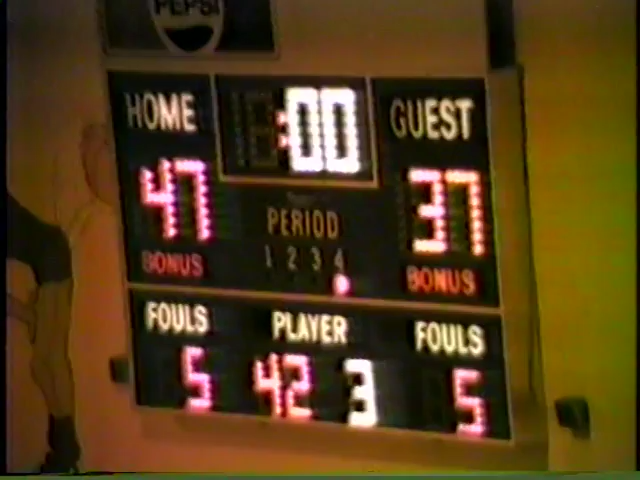 PEPSI
HOME :00 GUEST
47 37
PERIOD
1 2 3 4
BONUS BONUS
FOULS PLAYER FOULS
5 42 3 5